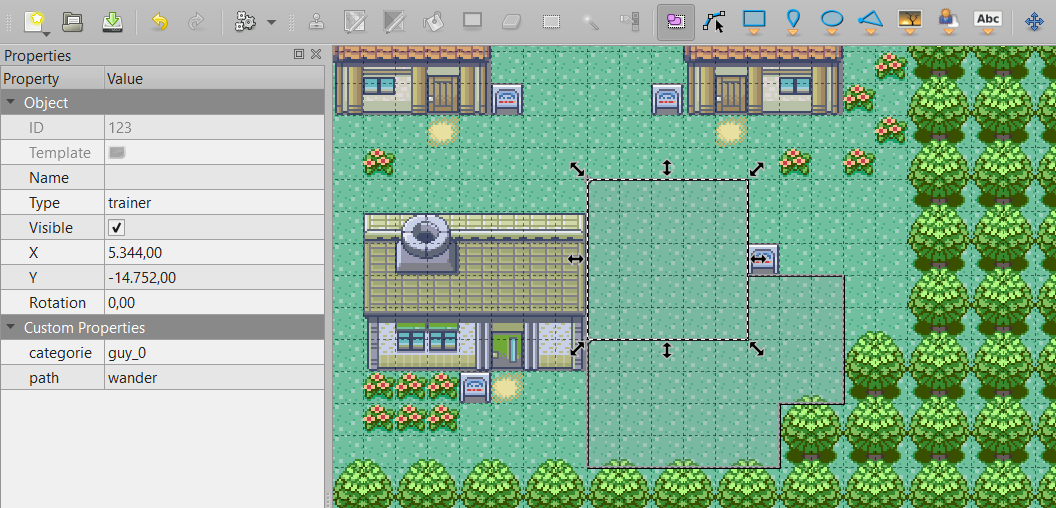 Abc
Properties
Property Value
Object
ID 123
Template
Name
Type trainer
Visible
X 5.344,00
Y -14.752,00
Rotation 0,00
Custom Properties
categorie guy_0
path wander